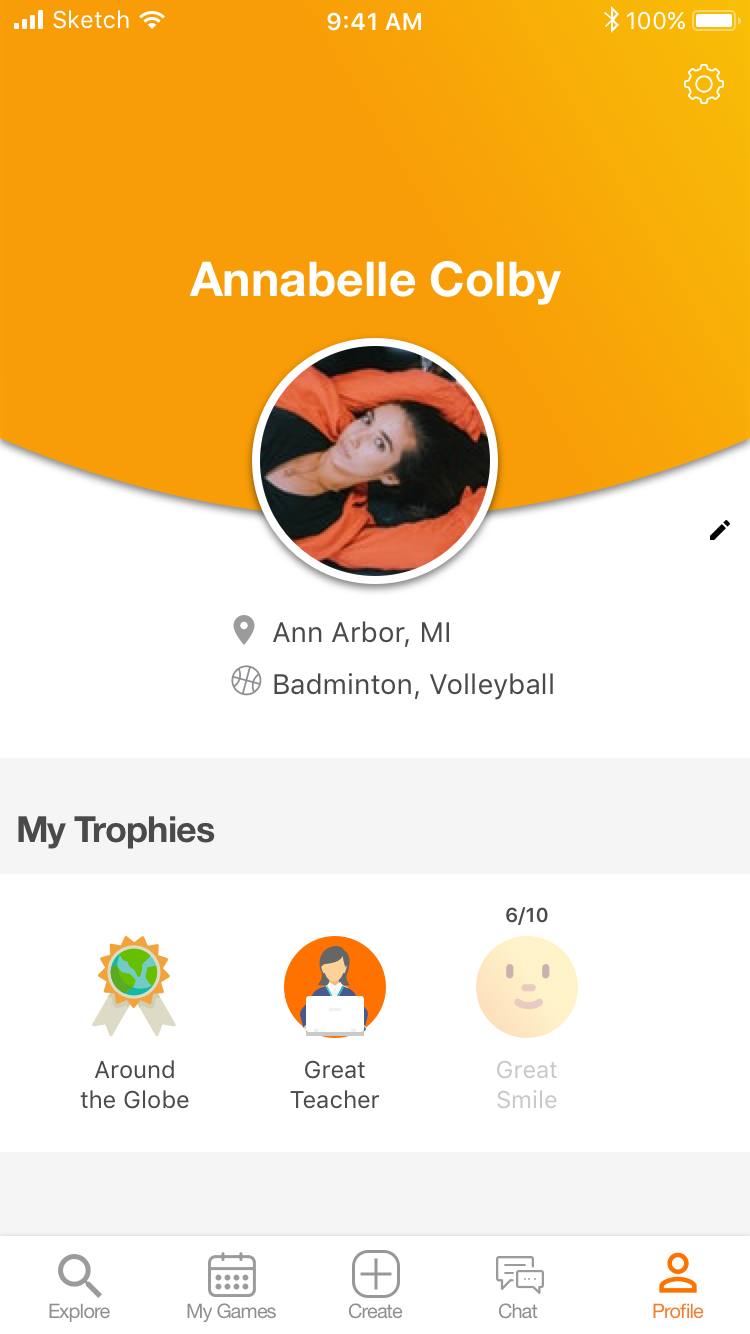 Sketch 9:41 AM 100%
Annabelle Colby
Ann Arbor, MI
Badminton, Volleyball
My Trophies
6/10
Around Great Great
the Globe Teacher Smile
Explore My Games Create Chat Profile